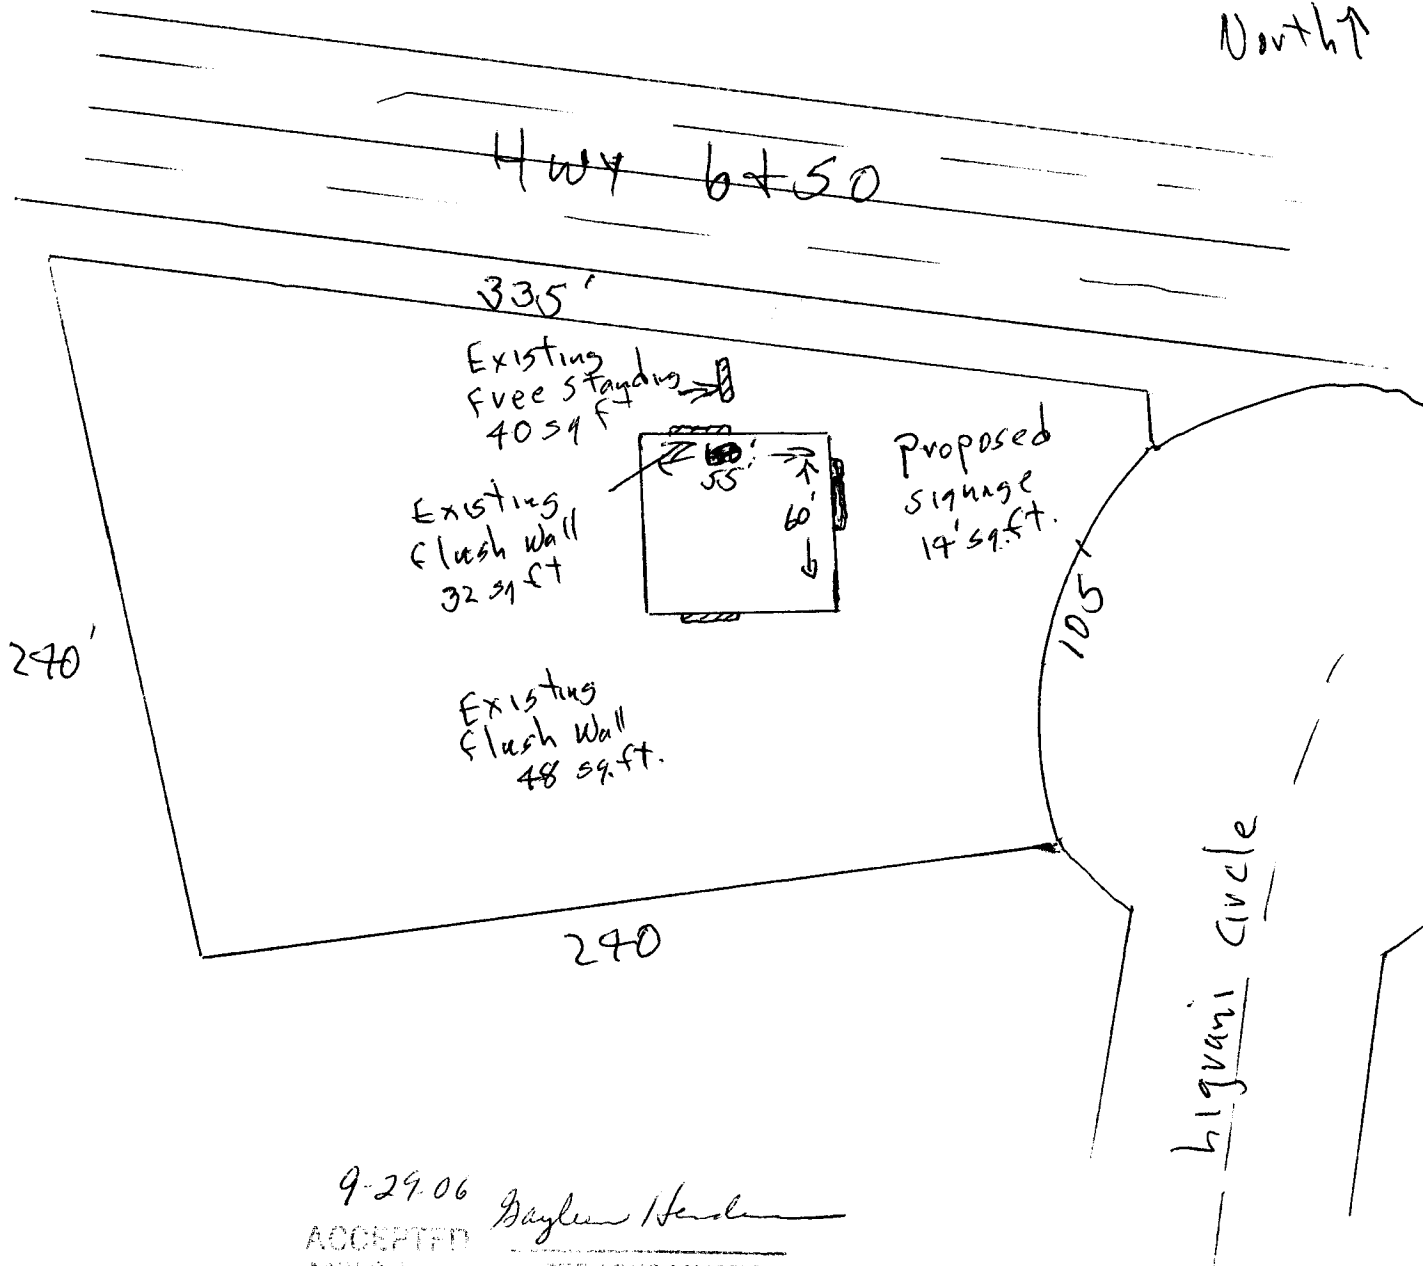 North↑
Hwy 6+50
335'
Existing
Free Standing
40 sq ft
55'
60'
Proposed
signage
14' sq.ft.
Existing
flush wall
32 sq ft
105
240'
Existing
flush wall
48 sq.ft.
240
Circle
9-29-06
ACCEPTED